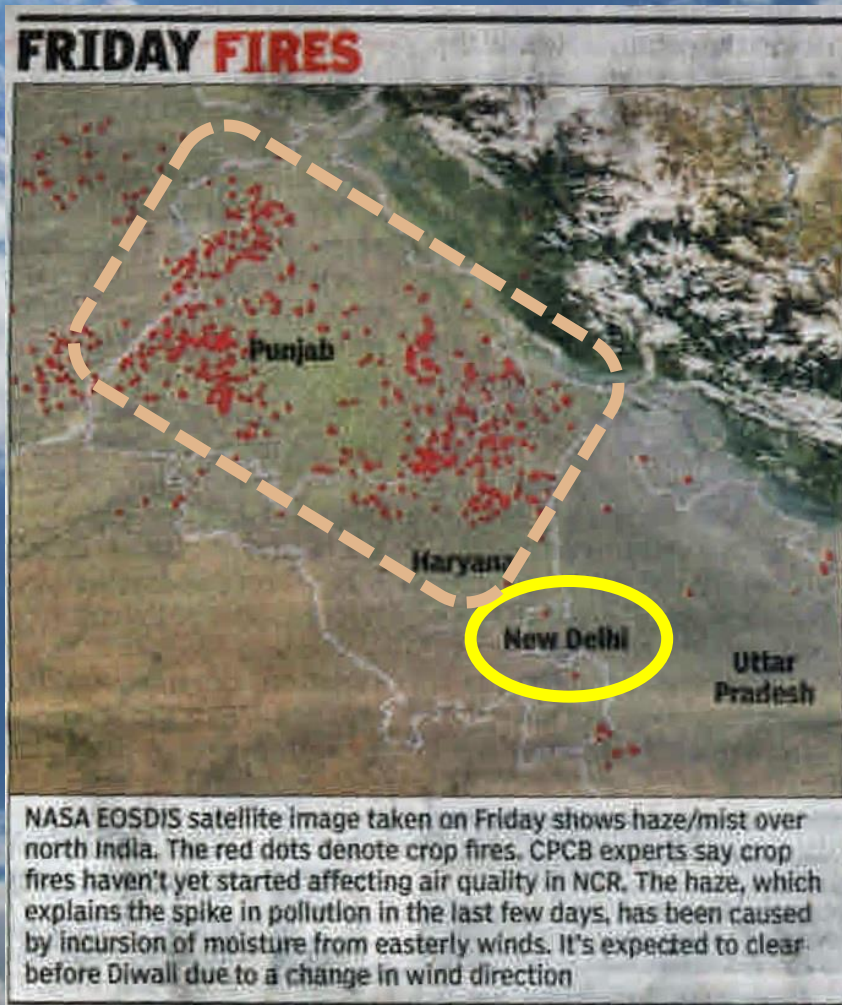 FRIDAY FIRES
Punjab
Haryana
New Delhi
Uttar
Pradesh
NASA EOSDIS satellite image taken on Friday shows haze/mist over
north India. The red dots denote crop fires. CPCB experts say crop
fires haven't yet started affecting air quality in NCR. The haze, which
explains the spike in pollution in the last few days, has been caused
by incursion of moisture from easterly winds. It's expected to clear
before Diwali due to a change in wind direction